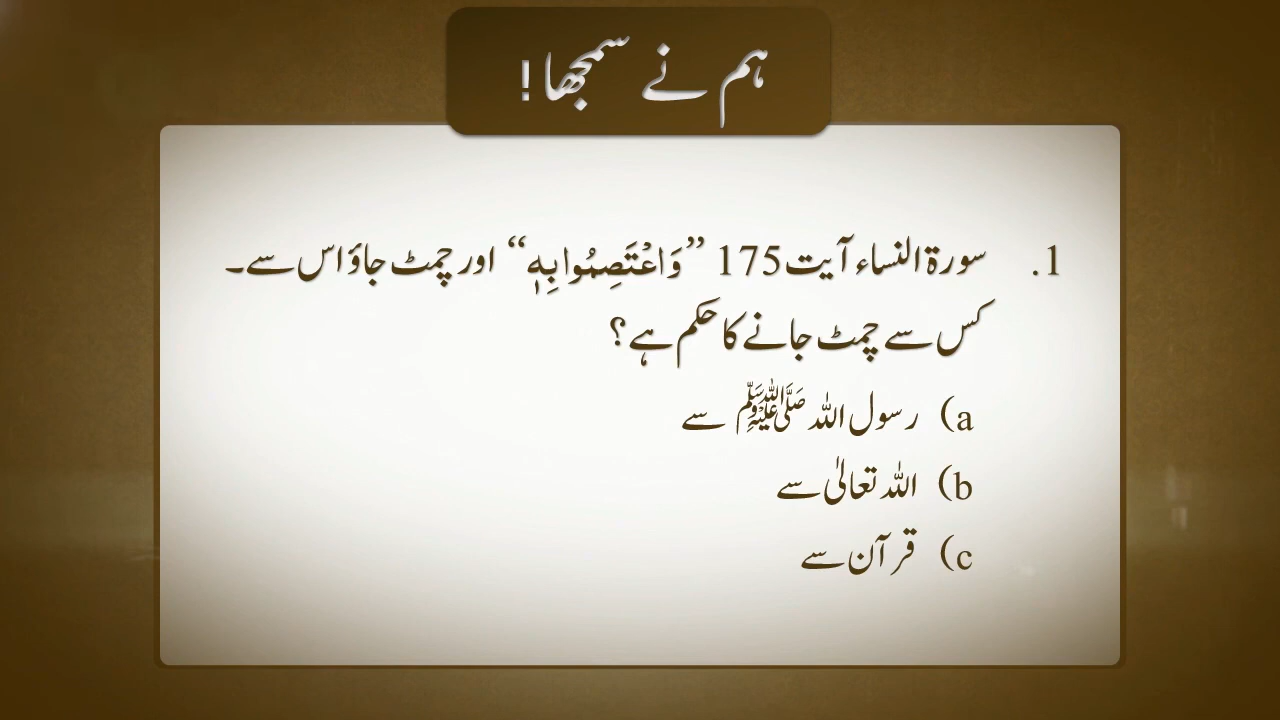 ہم نے سمجھا!
1. سورۃ النساء آیت 175 ”وَاعْتَصِمُوا بِهٖ“ اور چمٹ جاؤ اس سے۔
کس سے چمٹ جانے کا حکم ہے؟
a) رسول اللہ ﷺ سے
b) اللہ تعالیٰ سے
c) قرآن سے